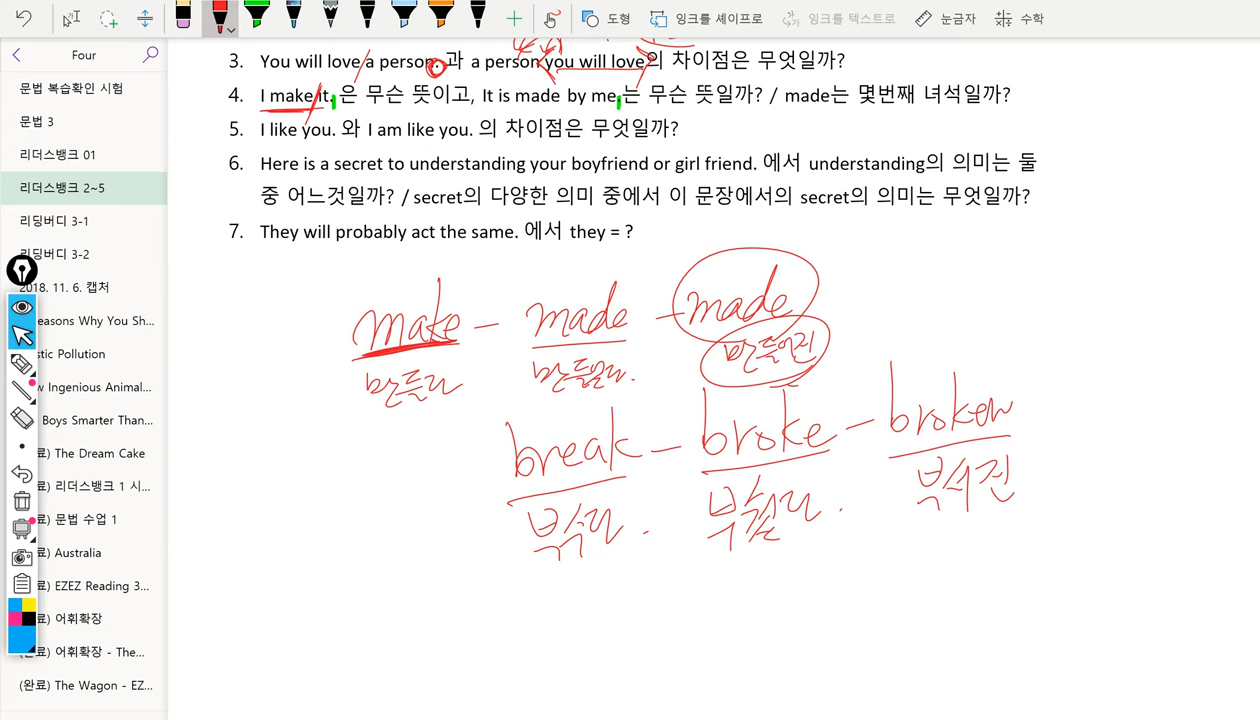 도형 잉크를 셰이프로 잉크를 텍스트로 눈금자 수학
Four
문법 복습확인 시험
문법 3
리더스뱅크 01
리더스뱅크 2~5
리딩버디 3-1
리딩버디 3-2
2018. 11. 6. 캡처
easons Why You Sh...
stic Pollution
w Ingenious Animal...
Boys Smarter Than...
) The Dream Cake
) 리더스뱅크 1 시...
) 문법 수업 1
) Australia
) EZEZ Reading 3...
) 어휘확장
) 어휘확장 - The...
(완료) The Wagon - EZ...
3. You will love a person. 과 a person you will love의 차이점은 무엇일까?
4. I make it. 은 무슨 뜻이고, It is made by me.는 무슨 뜻일까? / made는 몇번째 녀석일까?
5. I like you. 와 I am like you. 의 차이점은 무엇일까?
6. Here is a secret to understanding your boyfriend or girl friend. 에서 understanding의 의미는 둘
중 어느것일까? / secret의 다양한 의미 중에서 이 문장에서의 secret의 의미는 무엇일까?
7. They will probably act the same. 에서 they = ?
make - made - made
만들다 만들었다. 만들어진
break - broke - broken
부수다. 부쉈다. 부서진